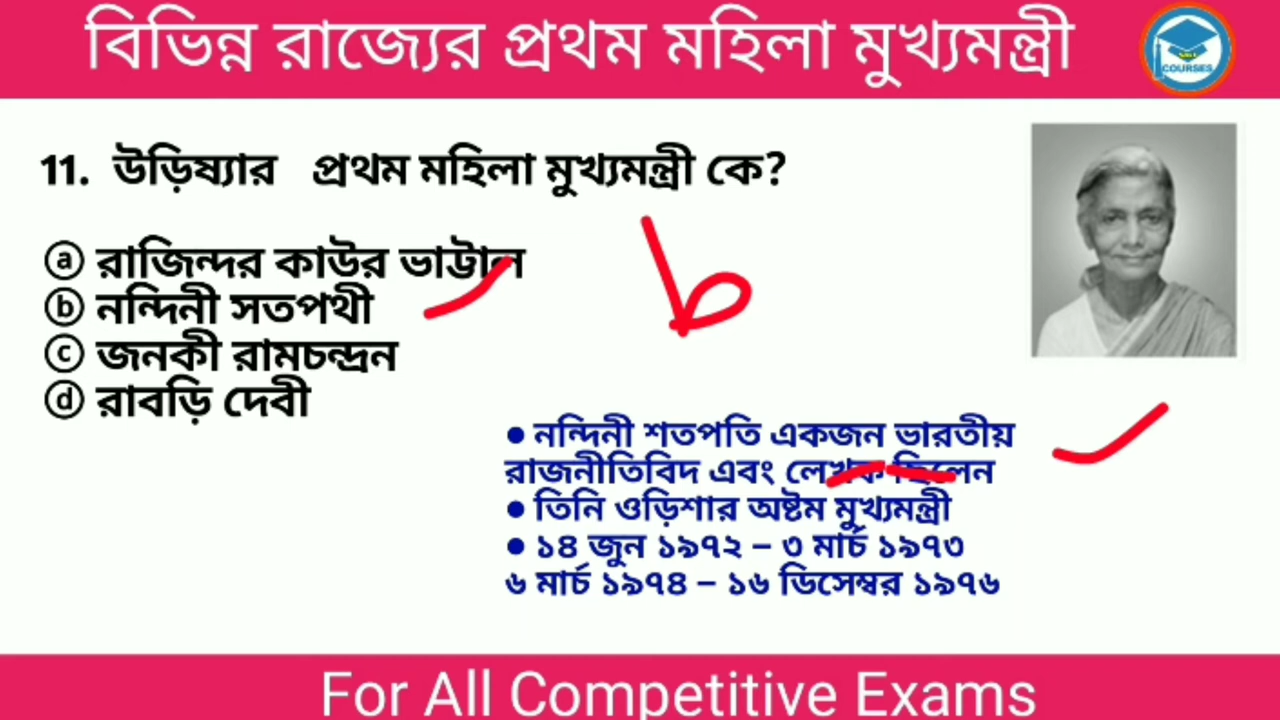 বিভিন্ন রাজ্যের প্রথম মহিলা মুখ্যমন্ত্রী
COURSES
11. উড়িষ্যার প্রথম মহিলা মুখ্যমন্ত্রী কে?
ⓐ রাজিন্দর কাউর ভাট্টাল
ⓑ নন্দিনী সতপথী
ⓒ জনকী রামচন্দ্রন
ⓓ রাবড়ি দেবী
b
● নন্দিনী শতপতি একজন ভারতীয়
রাজনীতিবিদ এবং লেখক ছিলেন
● তিনি ওড়িশার অষ্টম মুখ্যমন্ত্রী
● ১৪ জুন ১৯৭২ – ৩ মার্চ ১৯৭৩
৬ মার্চ ১৯৭৪ – ১৬ ডিসেম্বর ১৯৭৬
For All Competitive Exams